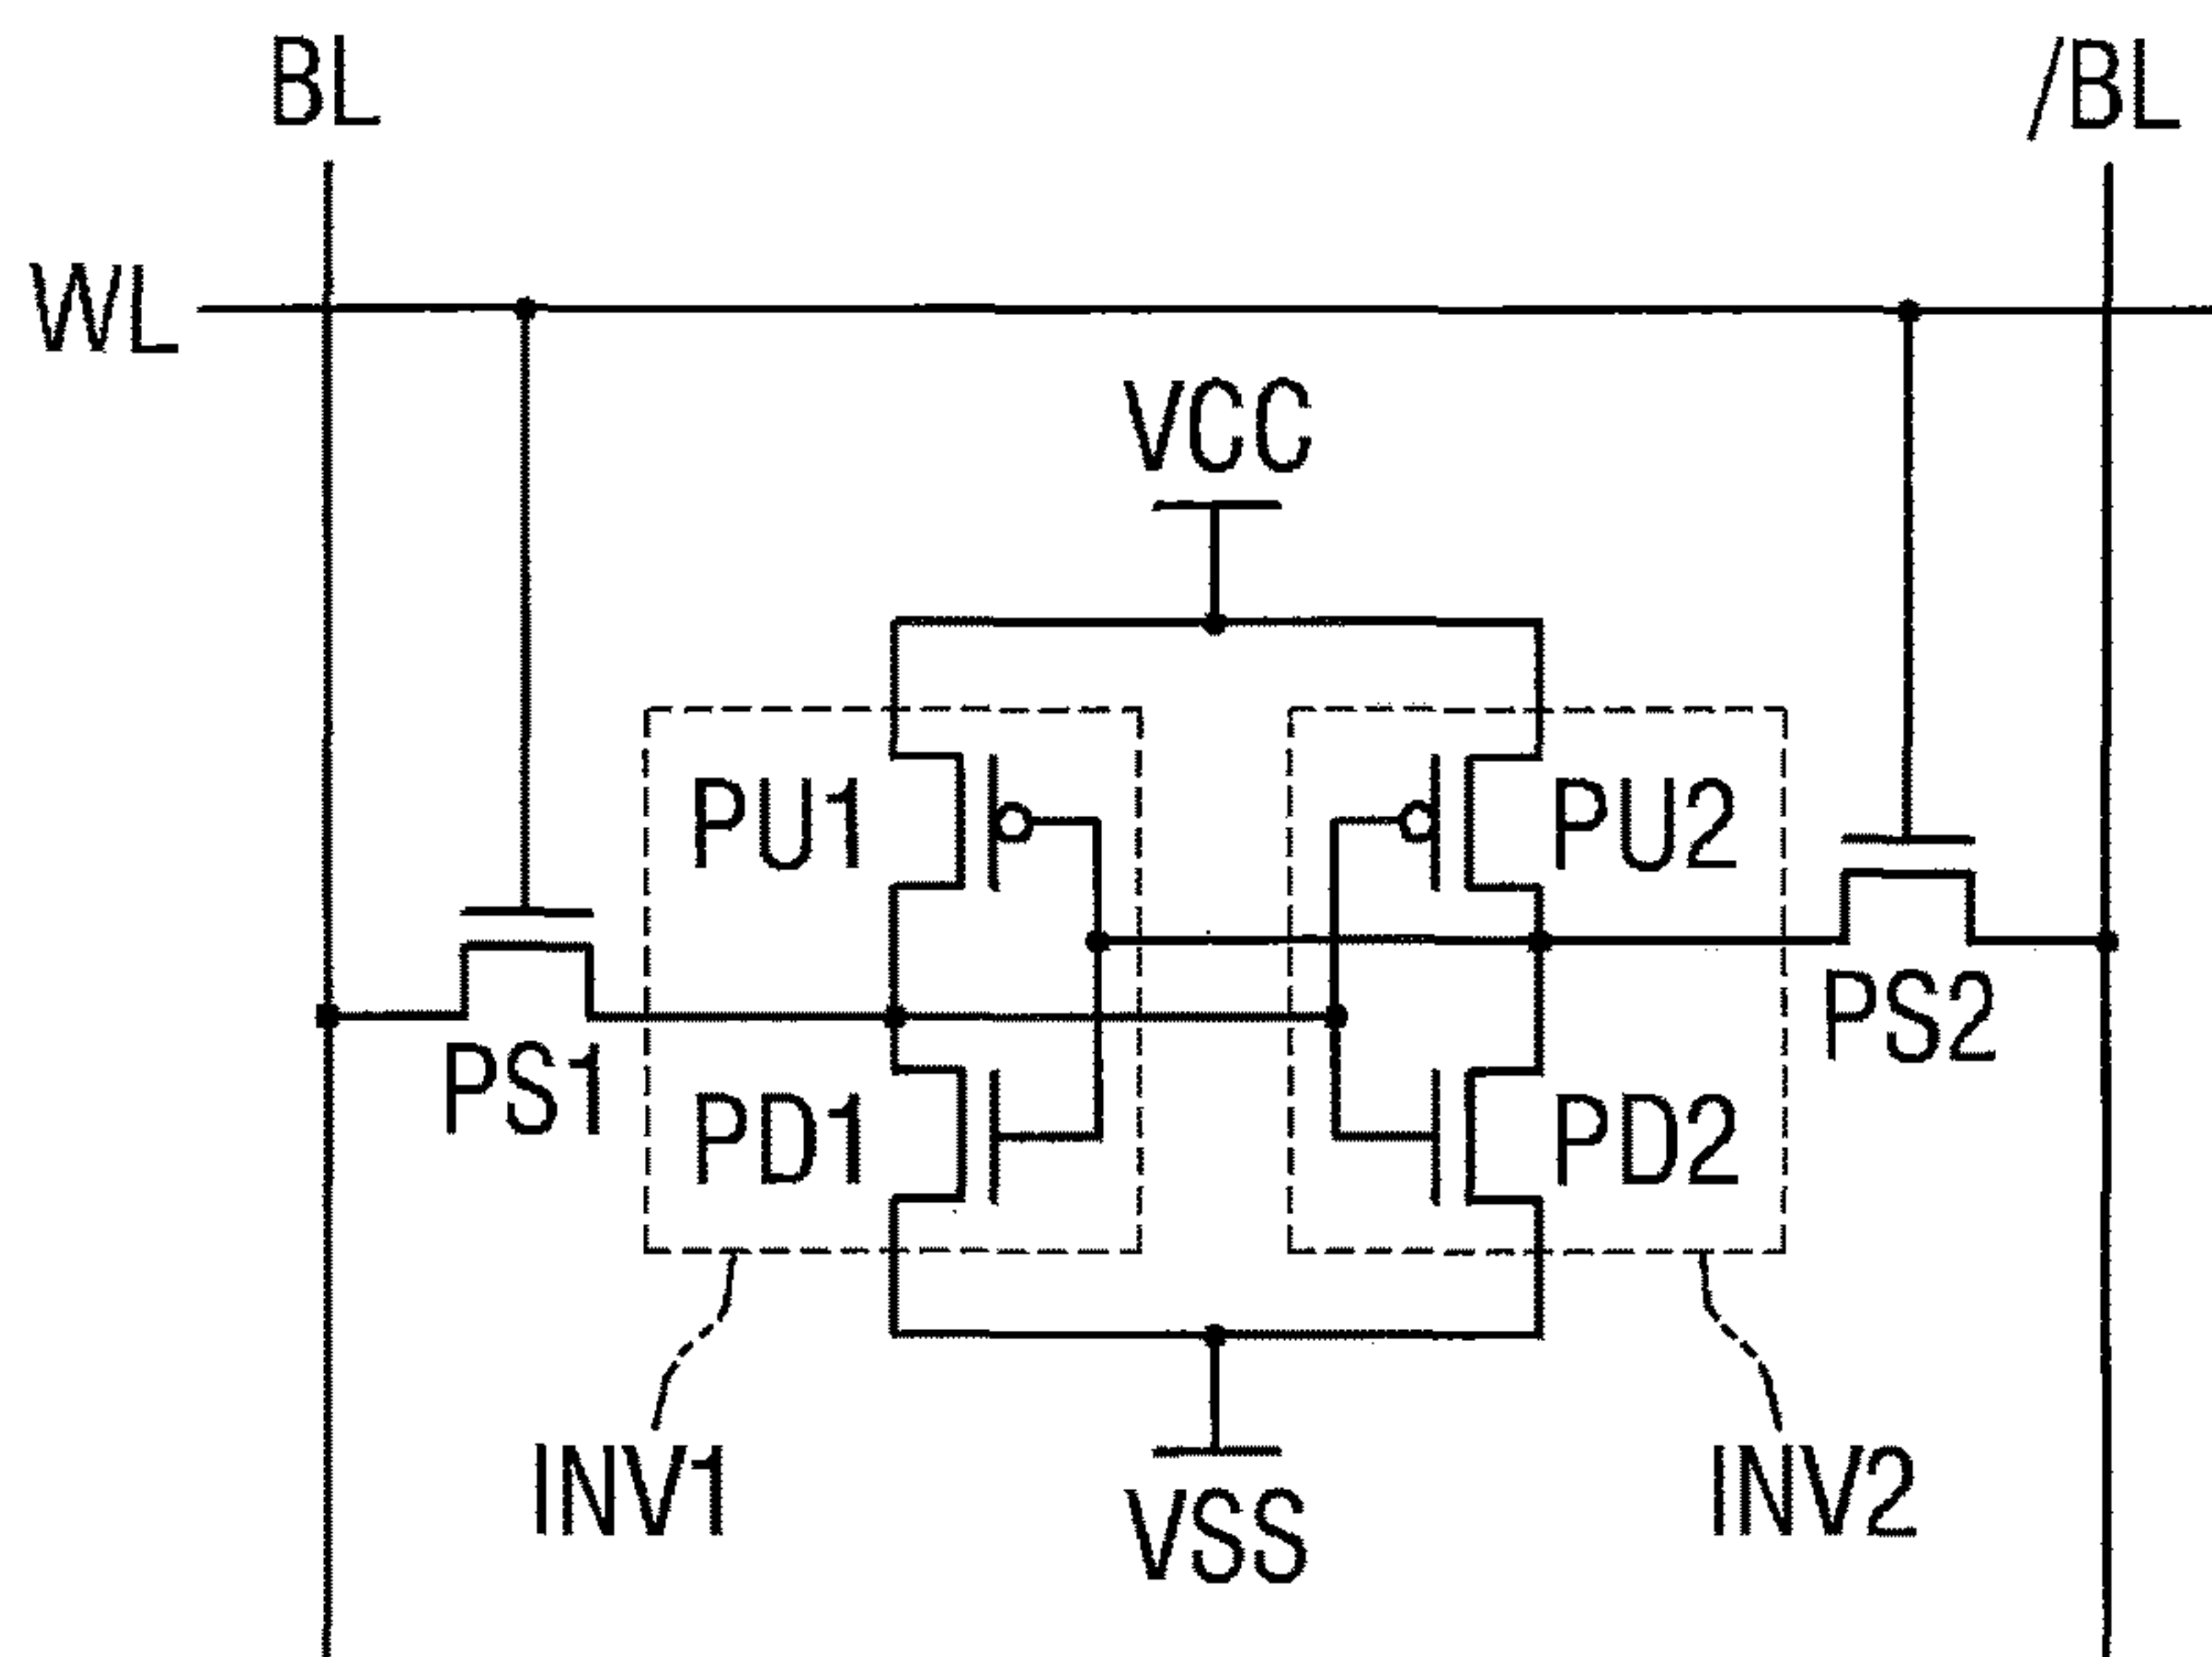 BL
/BL
WL
VCC
PU1
PU2
PS1
PS2
PD1
PD2
INV1
VSS
INV2